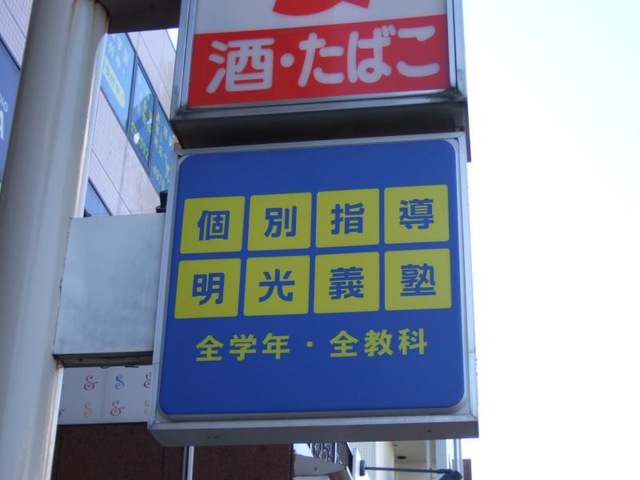 酒・たばこ
個別指導
明光義塾
全学年・全教科